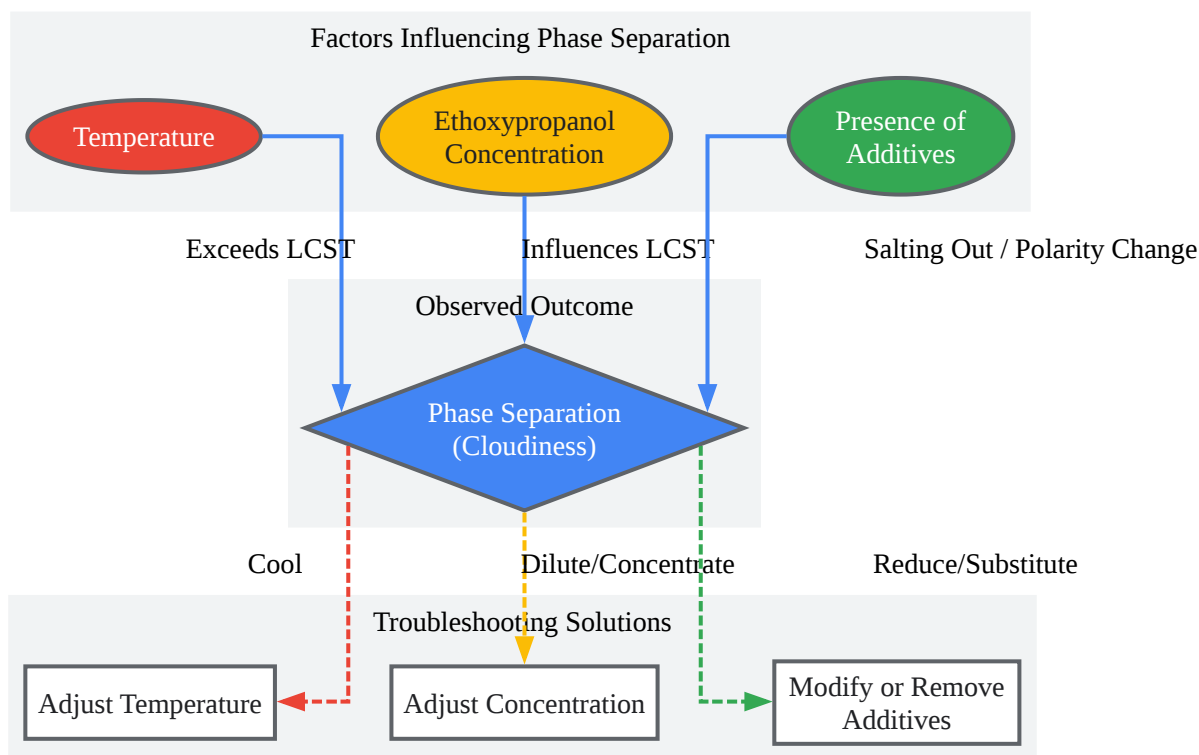 Factors Influencing Phase Separation
Temperature
Ethoxypropanol
Concentration
Presence of
Additives
Exceeds LCST
Influences LCST
Salting Out / Polarity Change
Observed Outcome
Phase Separation
(Cloudiness)
Cool
Dilute/Concentrate
Reduce/Substitute
Troubleshooting Solutions
Adjust Temperature
Adjust Concentration
Modify or Remove
Additives